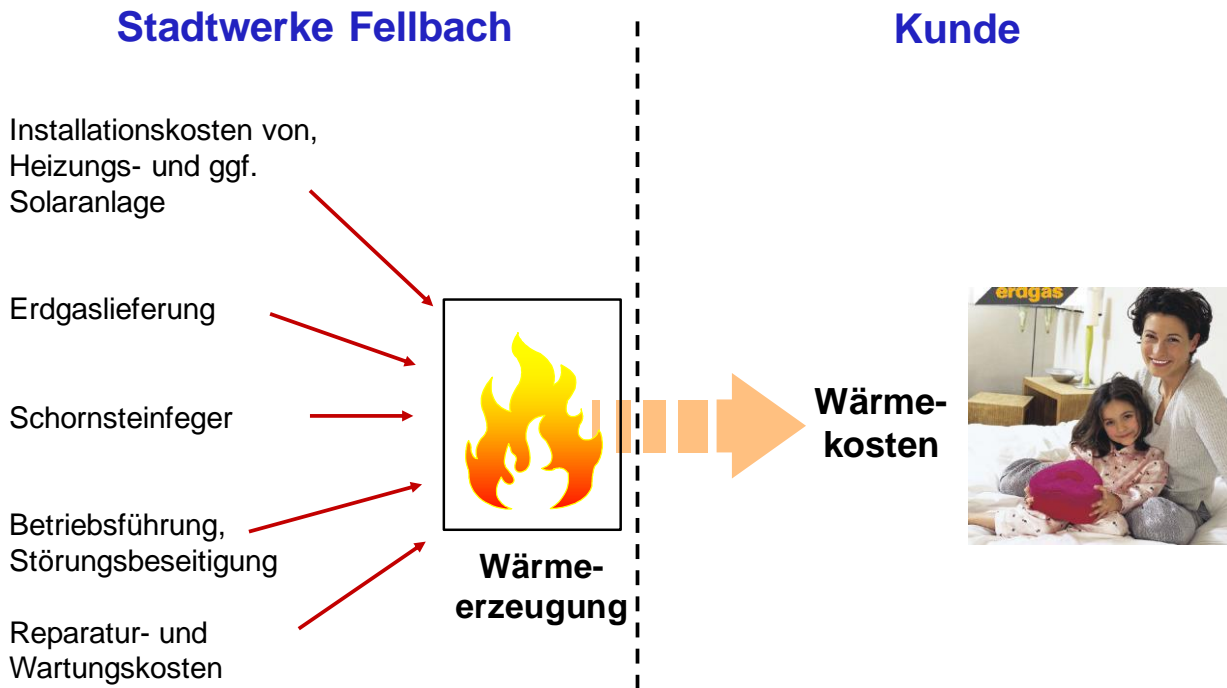 Stadtwerke Fellbach
Kunde
Installationskosten von,
Heizungs- und ggf.
Solaranlage
Erdgaslieferung
Schornsteinfeger
Betriebsführung,
Störungsbeseitigung
Reparatur- und
Wartungskosten
Wärme-
erzeugung
Wärme-
kosten
erdgas